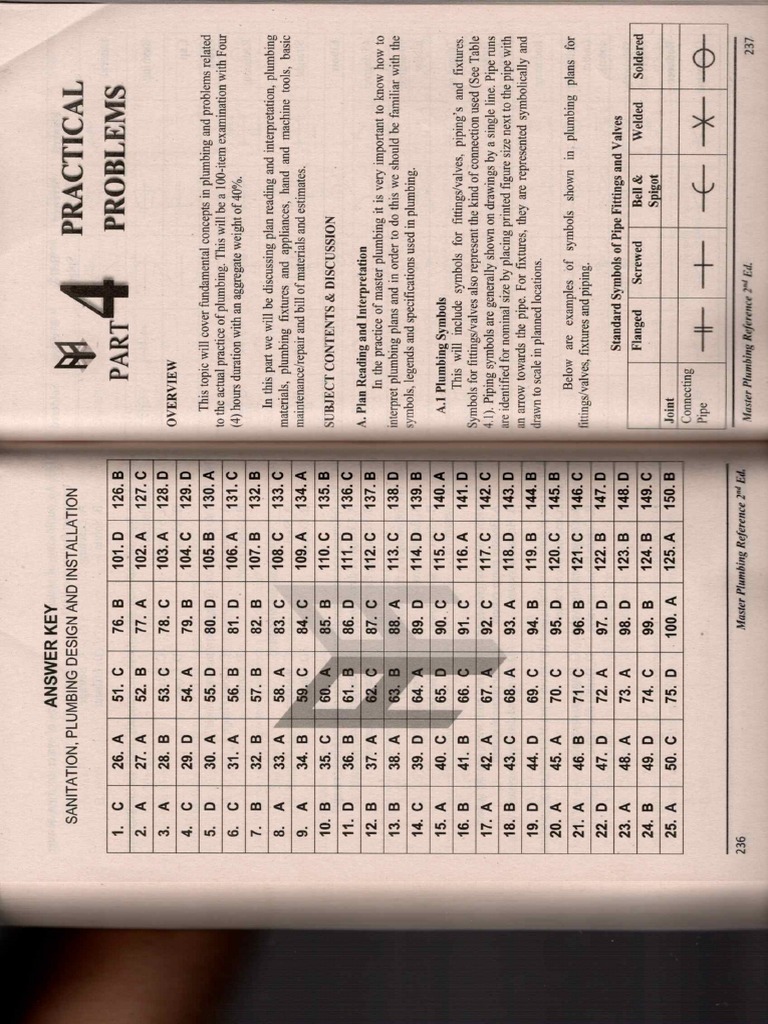 ANSWER KEY
SANITATION, PLUMBING DESIGN AND INSTALLATION
1. C 26. A 51. C 76. B 101. D 126. B
2. A 27. A 52. B 77. A 102. A 127. C
3. A 28. B 53. C 78. C 103. A 128. D
4. C 29. D 54. A 79. B 104. C 129. D
5. D 30. A 55. D 80. D 105. B 130. A
6. C 31. A 56. B 81. D 106. A 131. C
7. B 32. B 57. B 82. B 107. B 132. B
8. A 33. A 58. A 83. C 108. C 133. C
9. A 34. B 59. C 84. C 109. A 134. A
10. B 35. C 60. A 85. B 110. C 135. B
11. D 36. B 61. B 86. D 111. D 136. C
12. B 37. A 62. C 87. C 112. C 137. B
13. B 38. A 63. B 88. A 113. C 138. D
14. C 39. D 64. A 89. D 114. D 139. B
15. A 40. C 65. D 90. C 115. C 140. A
16. B 41. B 66. C 91. C 116. A 141. D
17. A 42. A 67. A 92. C 117. C 142. C
18. B 43. C 68. A 93. A 118. D 143. D
19. D 44. D 69. C 94. B 119. B 144. B
20. A 45. A 70. C 95. D 120. C 145. B
21. A 46. B 71. C 96. B 121. C 146. C
22. D 47. D 72. A 97. D 122. B 147. D
23. A 48. A 73. A 98. D 123. B 148. D
24. B 49. D 74. C 99. B 124. B 149. C
25. A 50. C 75. D 100. A 125. A 150. B
236 Master Plumbing Reference 2nd Ed.
PART 4 PRACTICAL
PROBLEMS
OVERVIEW
This topic will cover fundamental concepts in plumbing and problems related
to the actual practice of plumbing. This will be a 100-item examination with Four
(4) hours duration with an aggregate weight of 40%.
In this part we will be discussing plan reading and interpretation, plumbing
materials, plumbing fixtures and appliances, hand and machine tools, basic
maintenance/repair and bill of materials and estimates.
SUBJECT CONTENTS & DISCUSSION
A. Plan Reading and Interpretation
In the practice of master plumbing it is very important to know how to
interpret plumbing plans and in order to do this we should be familiar with the
symbols, legends and specifications used in plumbing.
A.1 Plumbing Symbols
This will include symbols for fittings/valves, piping's and fixtures.
Symbols for fittings/valves also represent the kind of connection used (See Table
4.1). Piping symbols are generally shown on drawings by a single line. Pipe runs
are identified for nominal size by placing printed figure size next to the pipe with
an arrow towards the pipe. For fixtures, they are represented symbolically and
drawn to scale in planned locations.
Below are examples of symbols shown in plumbing plans for
fittings/valves, fixtures and piping.
Standard Symbols of Pipe Fittings and Valves
Flanged Screwed Bell & Spigot Welded Soldered
Joint
Connecting
Pipe
Master Plumbing Reference 2nd Ed. 237